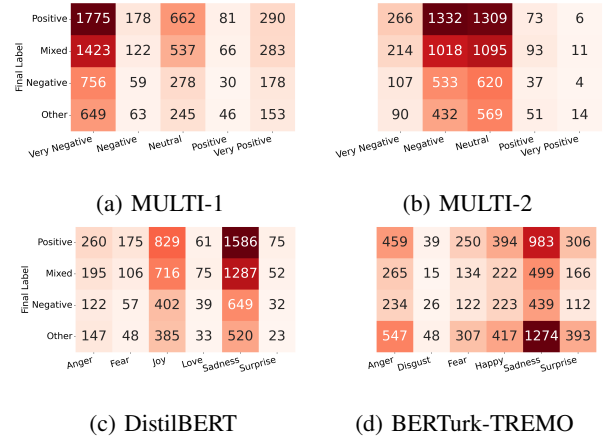 Final Label
Positive 1775 178 662 81 290
Mixed 1423 122 537 66 283
Negative 756 59 278 30 178
Other 649 63 245 46 153
Very Negative Negative Neutral Positive Very Positive
(a) MULTI-1
266 1332 1309 73 6
214 1018 1095 93 11
107 533 620 37 4
90 432 569 51 14
Very Negative Negative Neutral Positive Very Positive
(b) MULTI-2
Final Label
Positive 260 175 829 61 1586 75
Mixed 195 106 716 75 1287 52
Negative 122 57 402 39 649 32
Other 147 48 385 33 520 23
Anger Fear Joy Love Sadness Surprise
(c) DistilBERT
459 39 250 394 983 306
265 15 134 222 499 166
234 26 122 223 439 112
547 48 307 417 1274 393
Anger Disgust Fear Happy Sadness Surprise
(d) BERTurk-TREMO